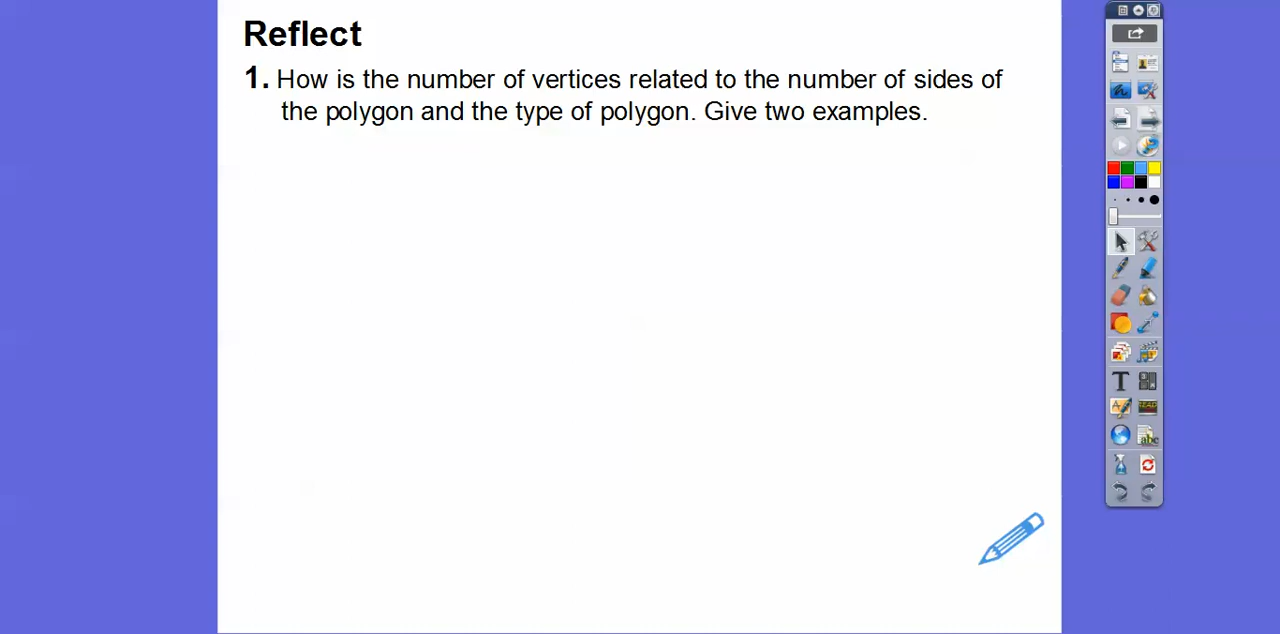 Reflect
1. How is the number of vertices related to the number of sides of
the polygon and the type of polygon. Give two examples.